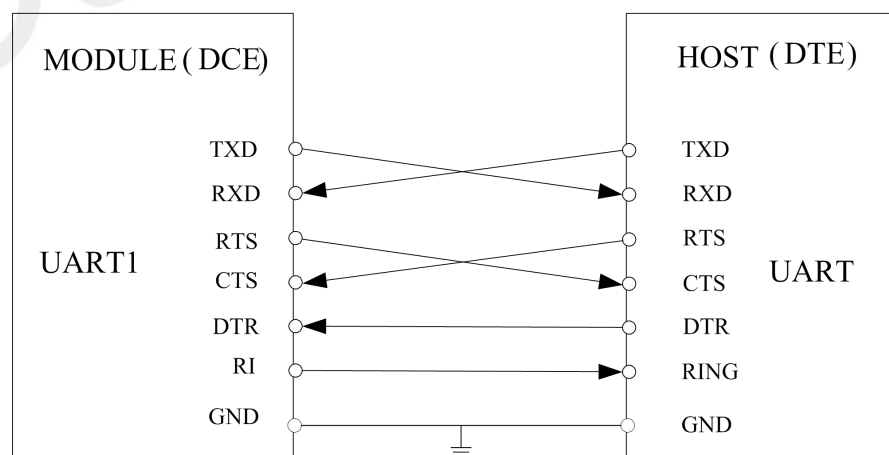 MODULE (DCE)
HOST (DTE)
TXD
TXD
RXD
RXD
RTS
RTS
UART1
UART
CTS
CTS
DTR
DTR
RI
RING
GND
GND